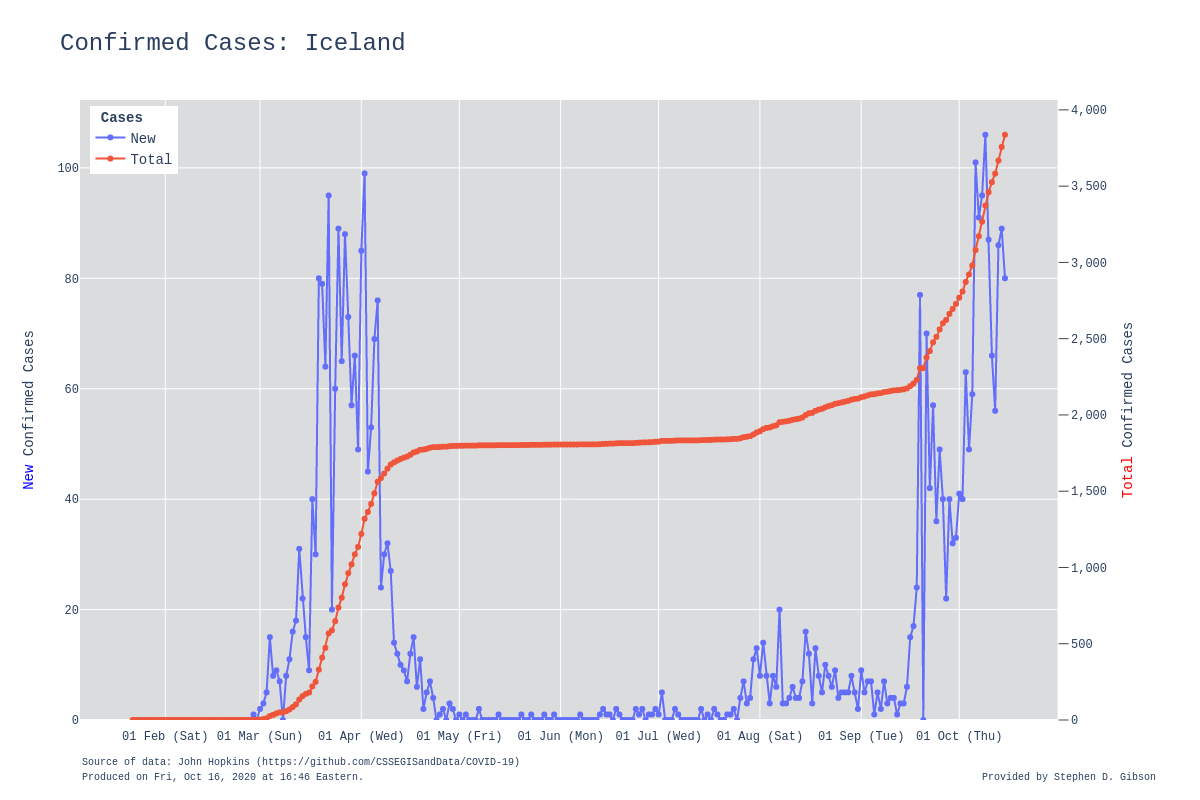 Confirmed Cases: Iceland
Cases
New
Total
100
80
60
40
20
0
New Confirmed Cases
4,000
3,500
3,000
2,500
2,000
1,500
1,000
500
0
Total Confirmed Cases
01 Feb (Sat) 01 Mar (Sun) 01 Apr (Wed) 01 May (Fri) 01 Jun (Mon) 01 Jul (Wed) 01 Aug (Sat) 01 Sep (Tue) 01 Oct (Thu)
Source of data: John Hopkins (https://github.com/CSSEGISandData/COVID-19)
Produced on Fri, Oct 16, 2020 at 16:46 Eastern.
Provided by Stephen D. Gibson